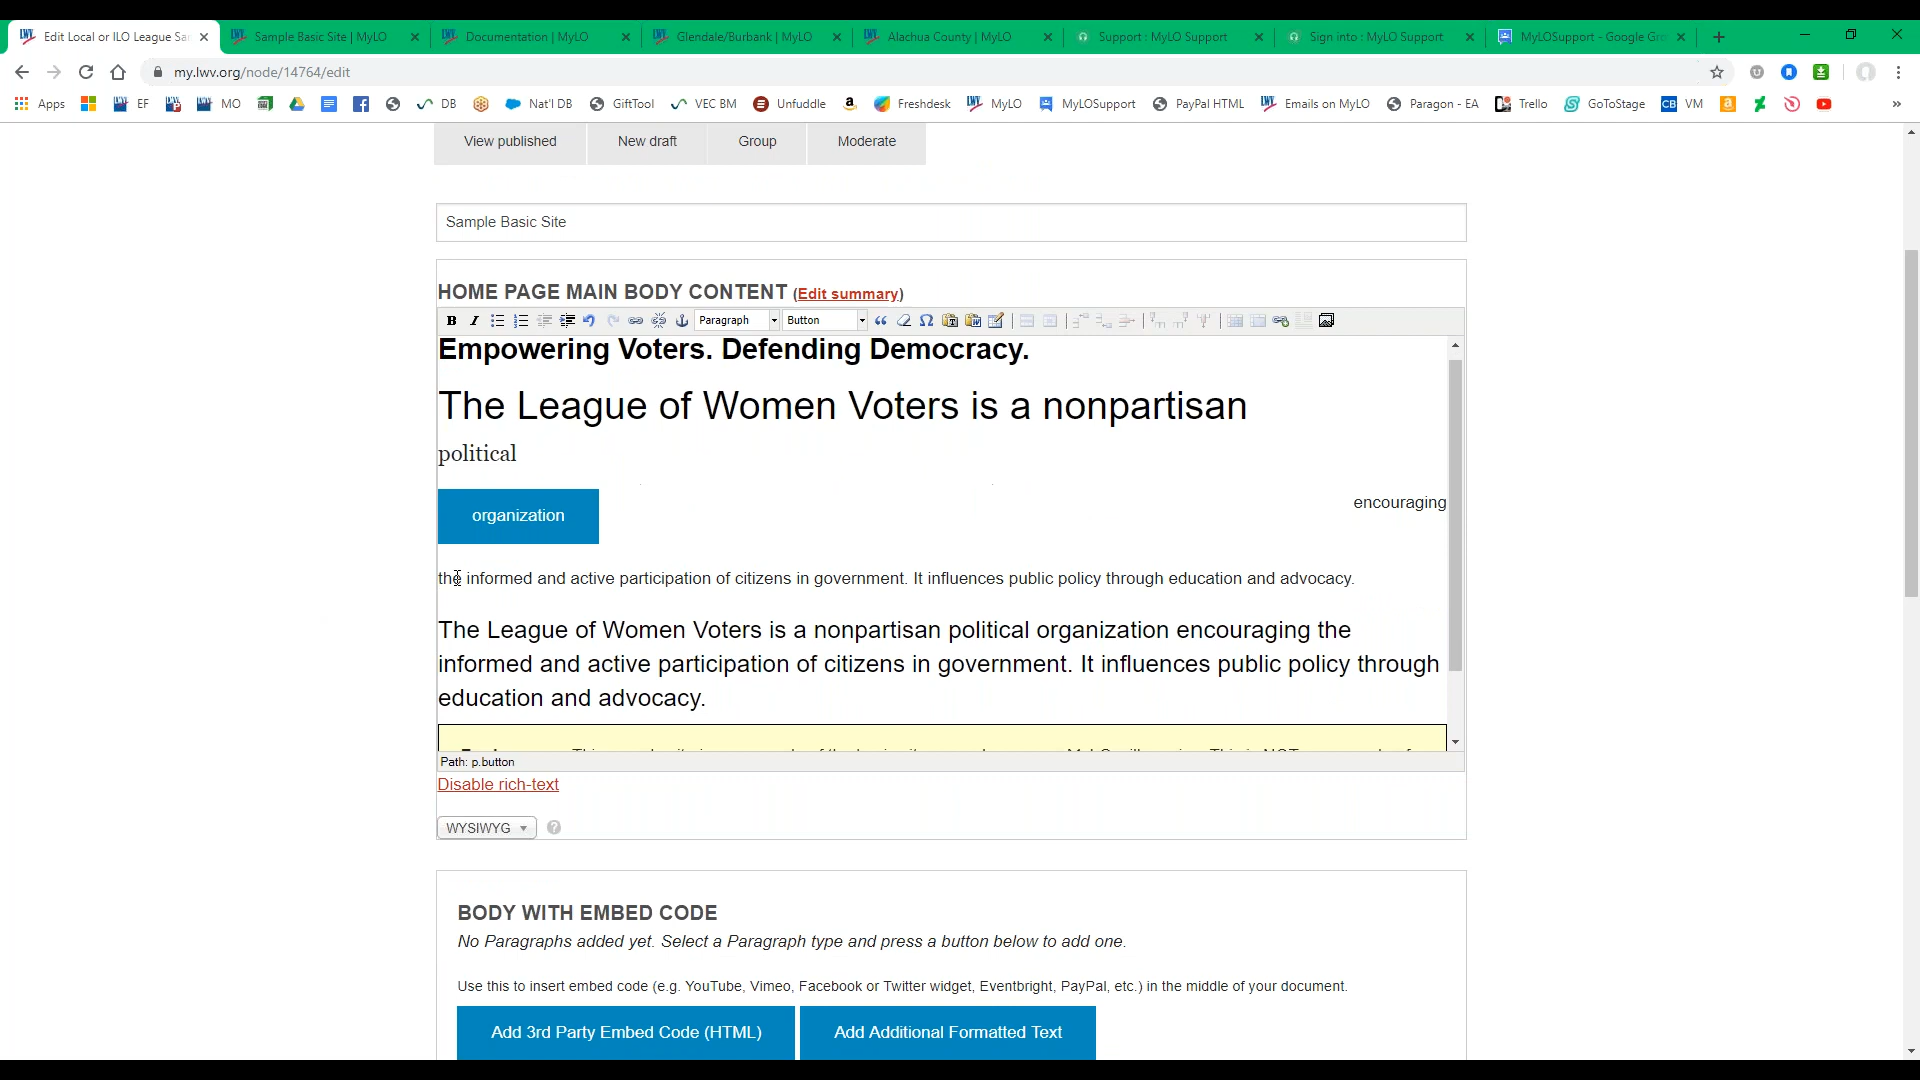 Edit Local or ILO League Sa
Sample Basic Site | MyLO
Documentation | MyLO
Glendale/Burbank | MyLO
Alachua County | MyLO
Support : MyLO Support
Sign into : MyLO Support
MyLOSupport - Google Gr
my.lwv.org/node/14764/edit
Apps
EF
MO
DB
Nat'l DB
GiftTool
VEC BM
Unfuddle
Freshdesk
MyLO
MyLOSupport
PayPal HTML
Emails on MyLO
Paragon - EA
Trello
GoToStage
CB VM
View published
New draft
Group
Moderate
Sample Basic Site
HOME PAGE MAIN BODY CONTENT (Edit summary)
Paragraph
Button
Empowering Voters. Defending Democracy.
The League of Women Voters is a nonpartisan
political
organization
encouraging
the informed and active participation of citizens in government. It influences public policy through education and advocacy.
The League of Women Voters is a nonpartisan political organization encouraging the
informed and active participation of citizens in government. It influences public policy through
education and advocacy.
Path: p.button
Disable rich-text
WYSIWYG
BODY WITH EMBED CODE
No Paragraphs added yet. Select a Paragraph type and press a button below to add one.
Use this to insert embed code (e.g. YouTube, Vimeo, Facebook or Twitter widget, Eventbright, PayPal, etc.) in the middle of your document.
Add 3rd Party Embed Code (HTML)
Add Additional Formatted Text